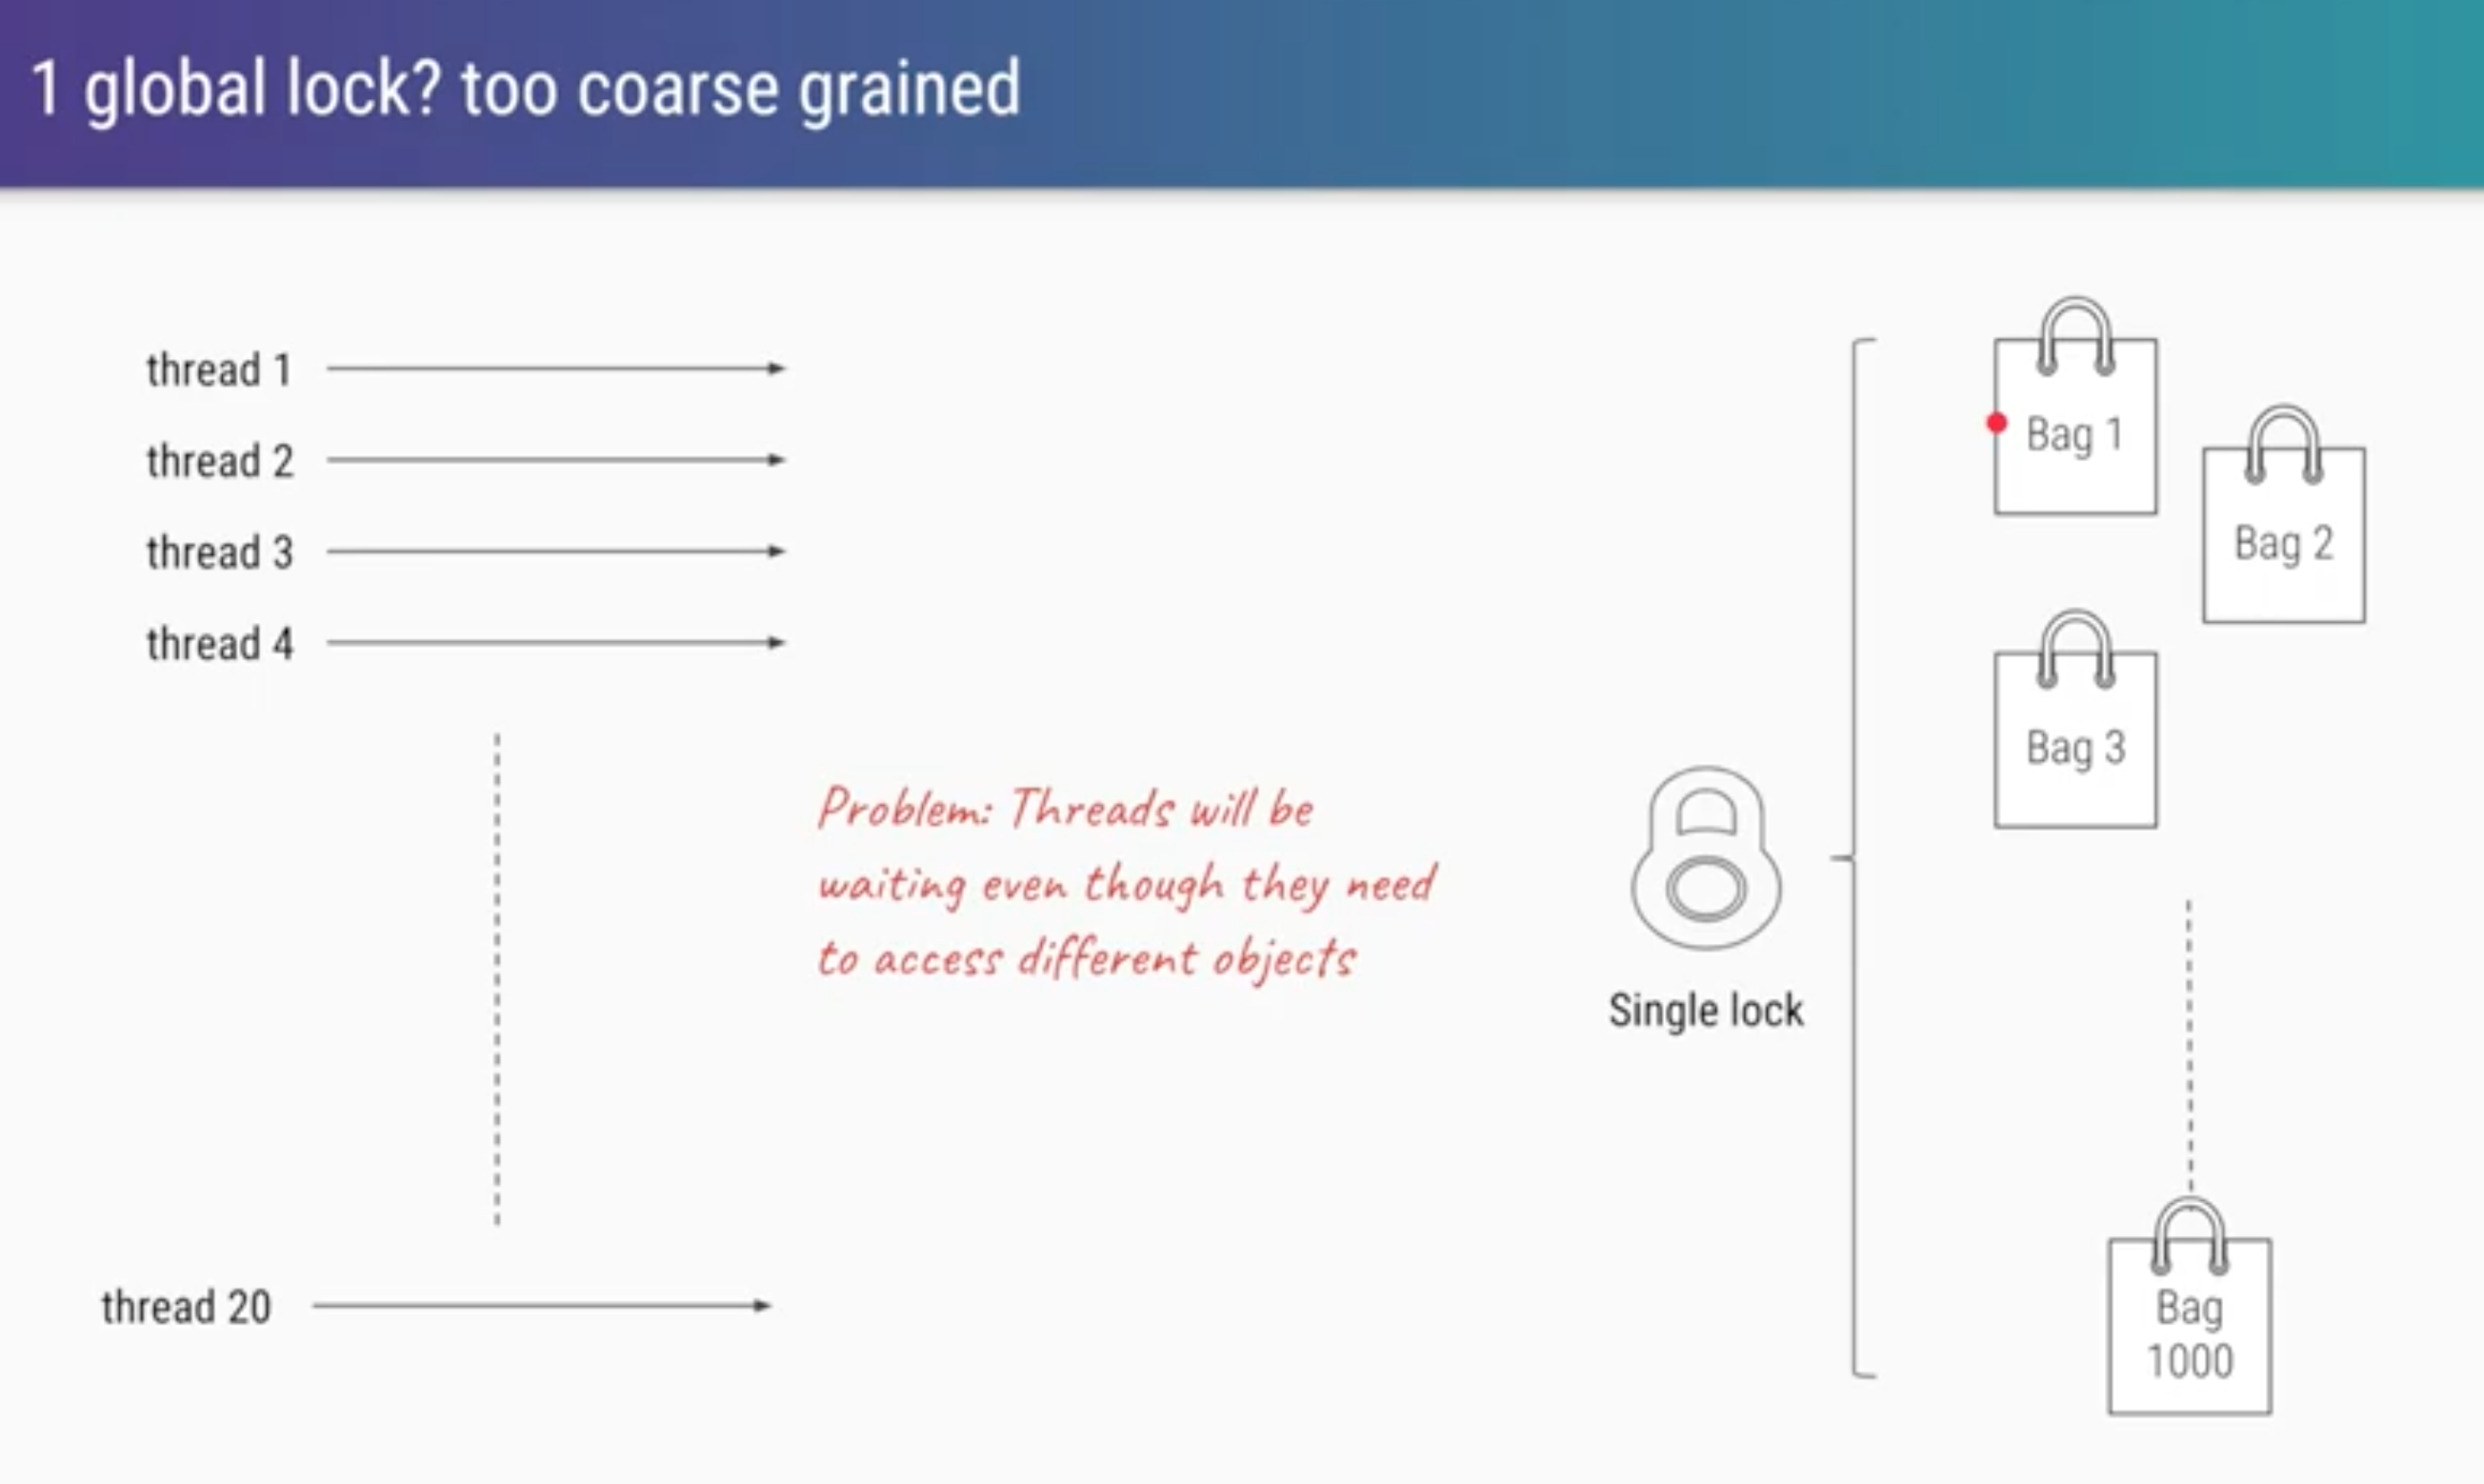 1 global lock? too coarse grained
thread 1
thread 2
thread 3
thread 4
thread 20
Problem: Threads will be
waiting even though they need
to access different objects
Single lock
Bag 1
Bag 2
Bag 3
Bag
1000